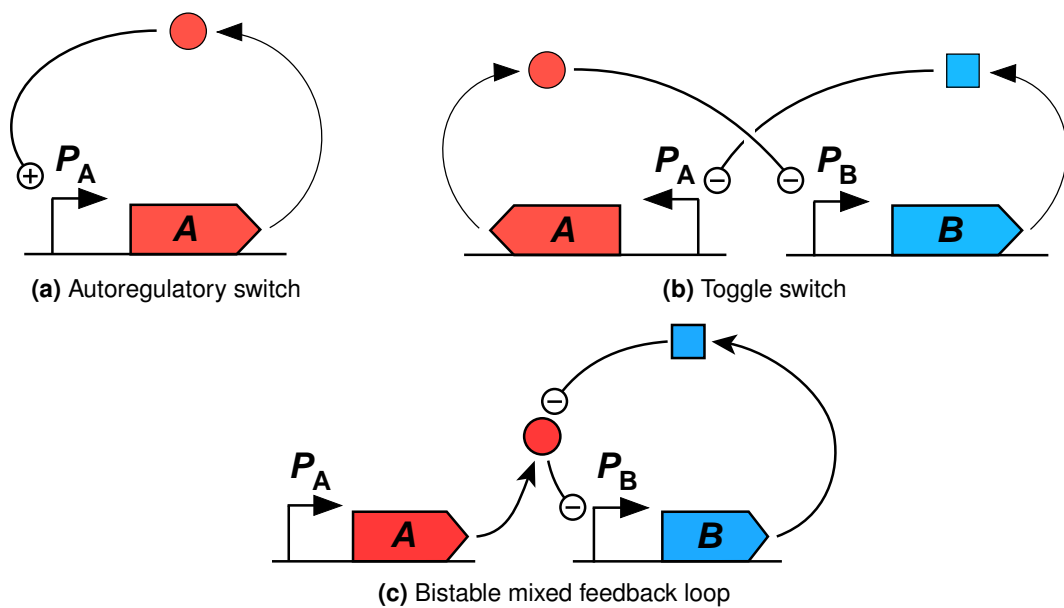 +
P_A
A
(a) Autoregulatory switch
P_A − − P_B
A B
(b) Toggle switch
−
P_A − P_B
A B
(c) Bistable mixed feedback loop